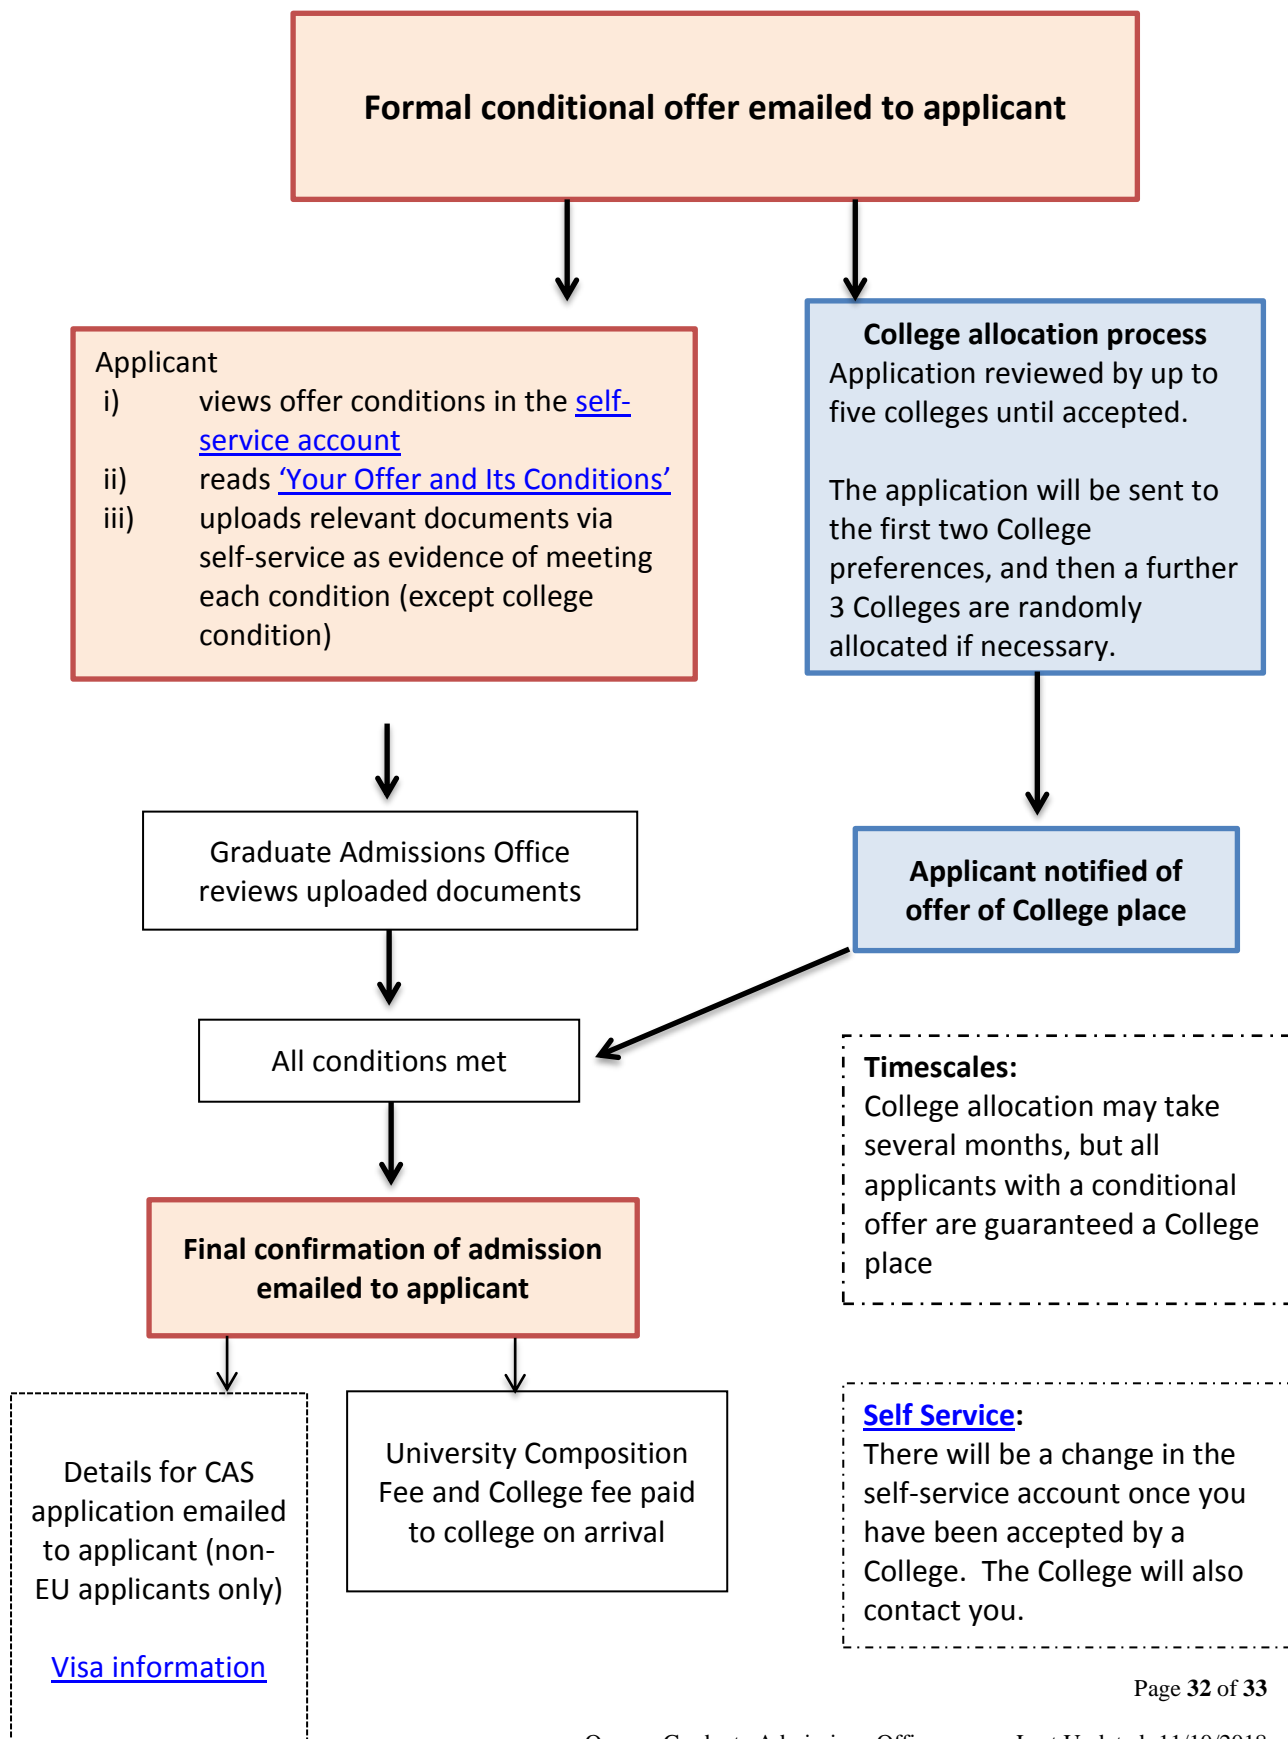 Formal conditional offer emailed to applicant
Applicant
i) views offer conditions in the self-
service account
ii) reads ‘Your Offer and Its Conditions’
iii) uploads relevant documents via
self-service as evidence of meeting
each condition (except college
condition)
College allocation process
Application reviewed by up to
five colleges until accepted.
The application will be sent to
the first two College
preferences, and then a further
3 Colleges are randomly
allocated if necessary.
Graduate Admissions Office
reviews uploaded documents
Applicant notified of
offer of College place
All conditions met
Timescales:
College allocation may take
several months, but all
applicants with a conditional
offer are guaranteed a College
place
Final confirmation of admission
emailed to applicant
Details for CAS
application emailed
to applicant (non-
EU applicants only)
Visa information
University Composition
Fee and College fee paid
to college on arrival
Self Service:
There will be a change in the
self-service account once you
have been accepted by a
College. The College will also
contact you.
Page 32 of 33
Graduate Admissions Office Last Updated 11/10/2018